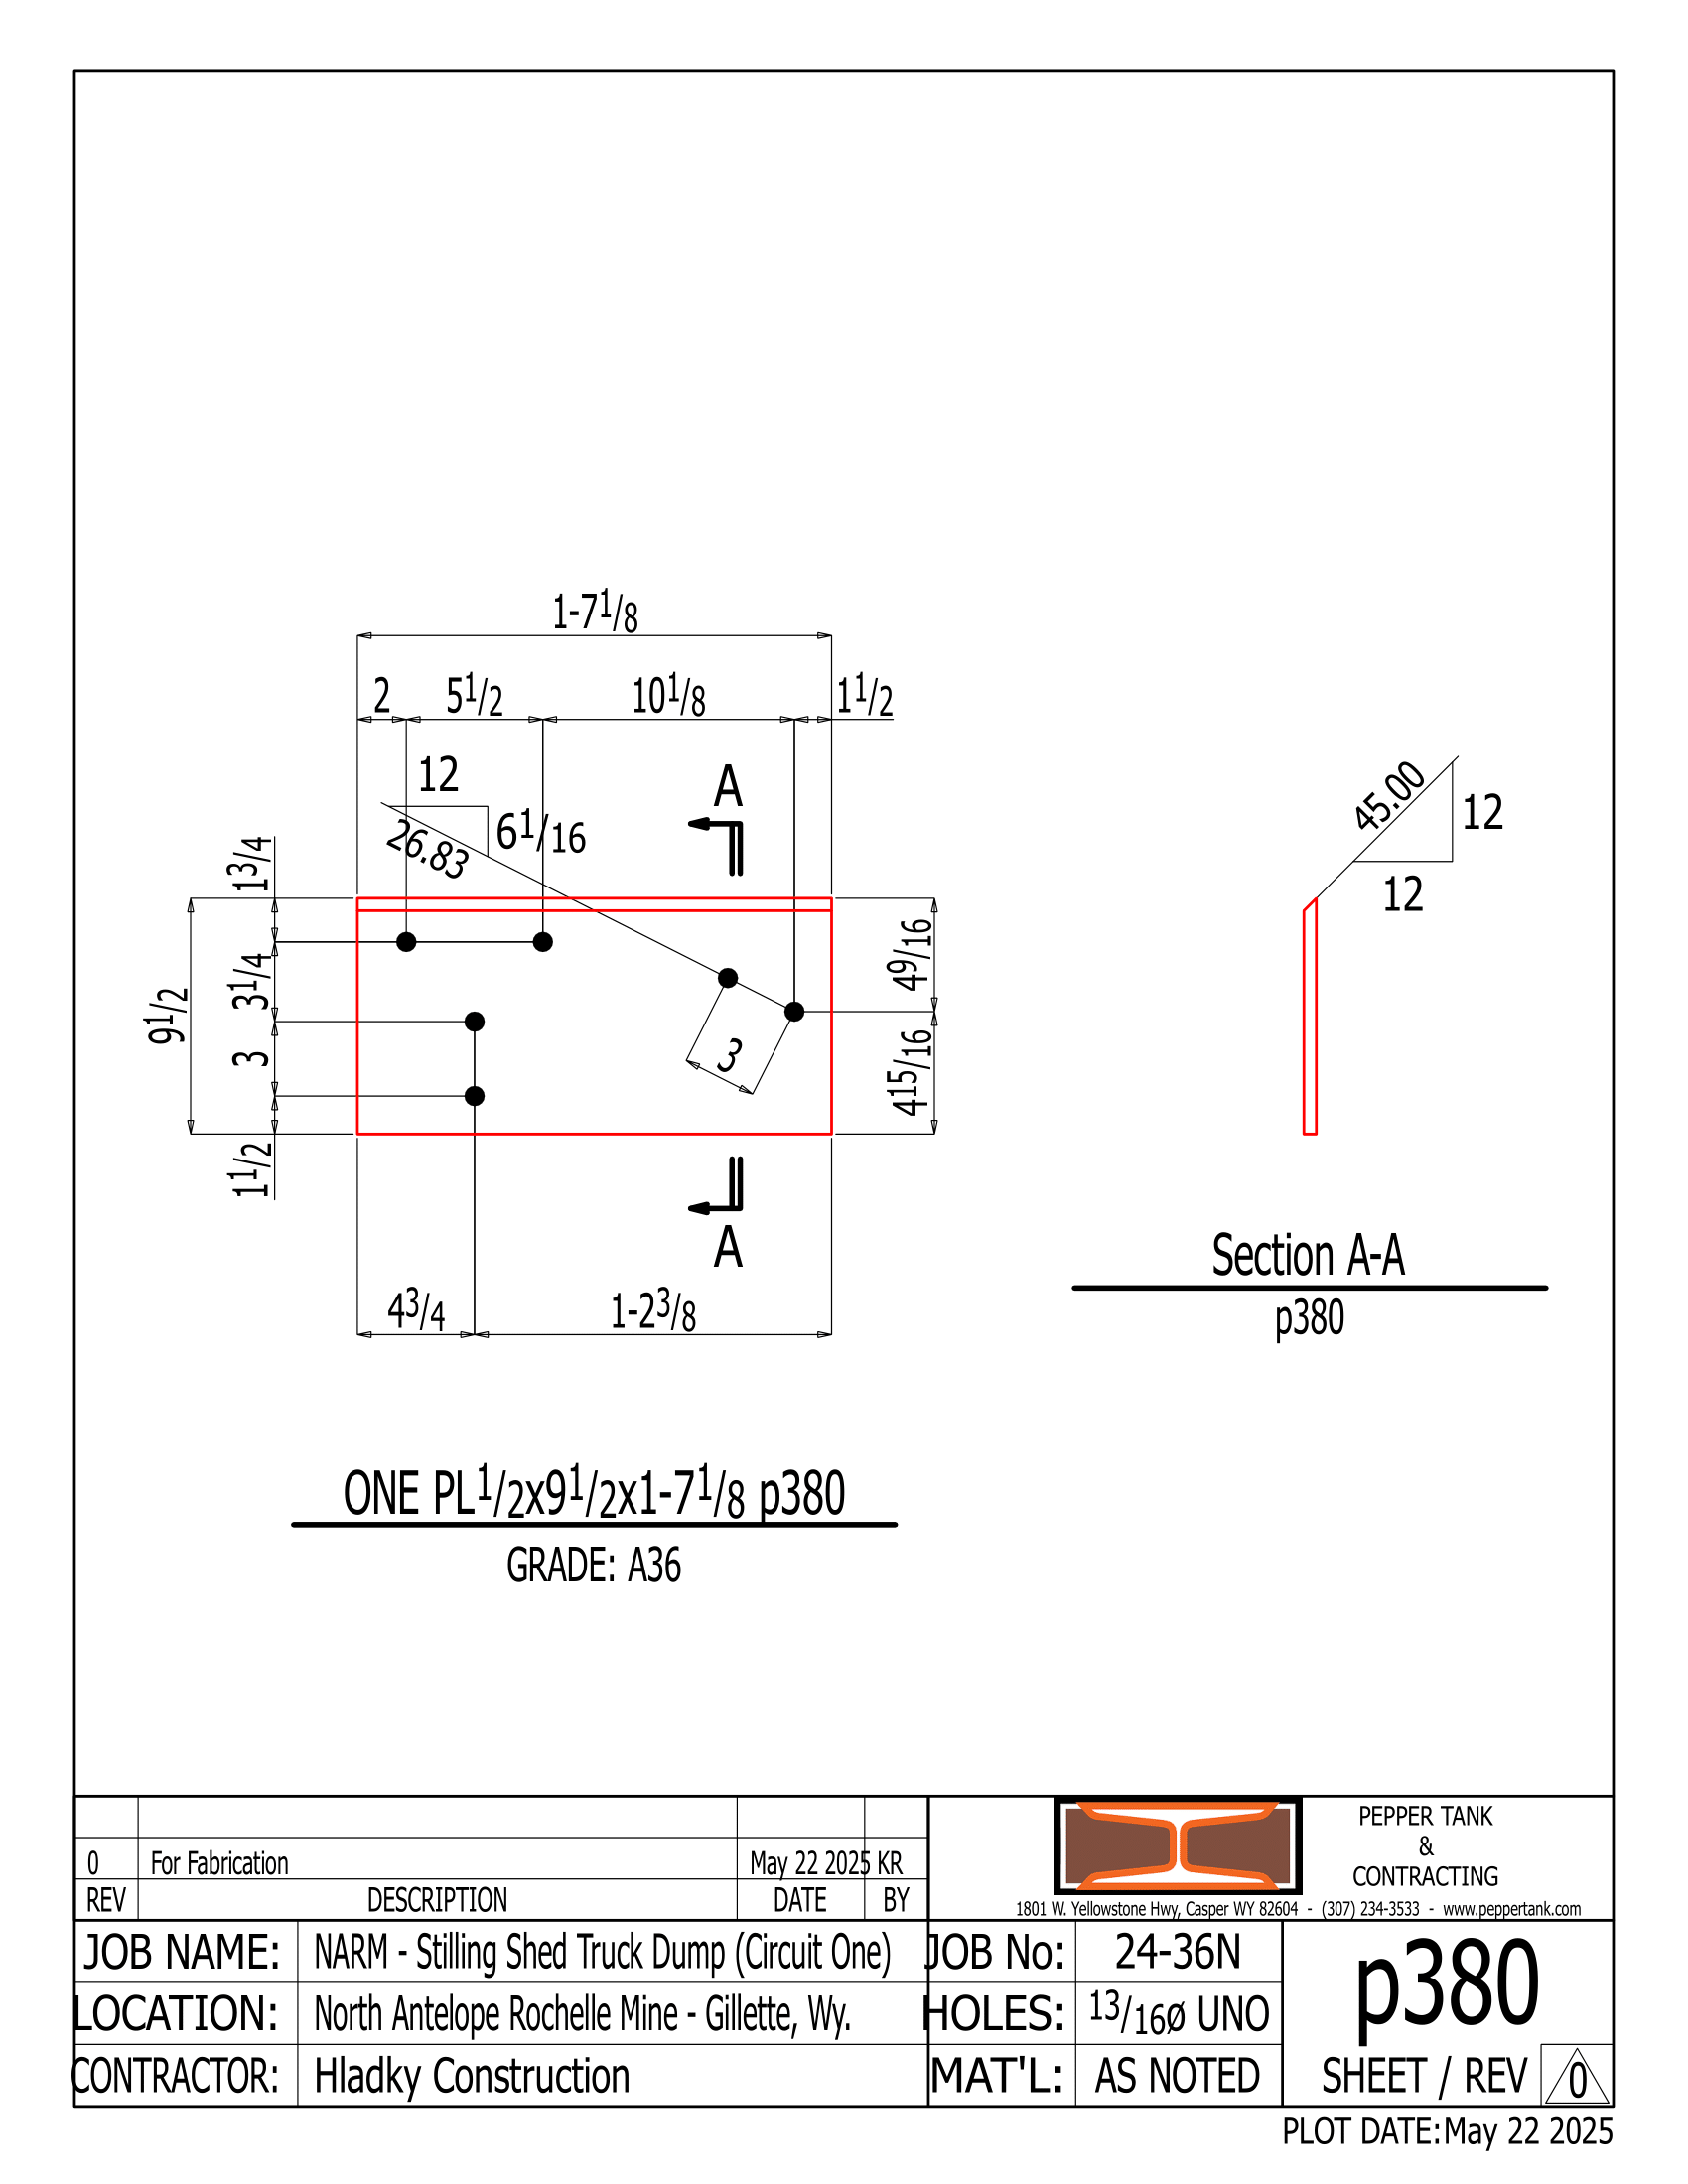 1-7 1/8
2 5 1/2 10 1/8 1 1/2
12
6 1/16
26.83
A
45.00
12
12
1 3/4
3 1/4
9 1/2
3
1 1/2
4 9/16
4 15/16
3
A
4 3/4 1-2 3/8
Section A-A
p380
ONE PL 1/2x9 1/2x1-7 1/8 p380
GRADE: A36
0 For Fabrication May 22 2025 KR
REV DESCRIPTION DATE BY
PEPPER TANK
&
CONTRACTING
1801 W. Yellowstone Hwy, Casper WY 82604 - (307) 234-3533 - www.peppertank.com
JOB NAME: NARM - Stilling Shed Truck Dump (Circuit One)
LOCATION: North Antelope Rochelle Mine - Gillette, Wy.
CONTRACTOR: Hladky Construction
JOB No: 24-36N
HOLES: 13/16ø UNO
MAT'L: AS NOTED
p380
SHEET / REV 0
PLOT DATE:May 22 2025